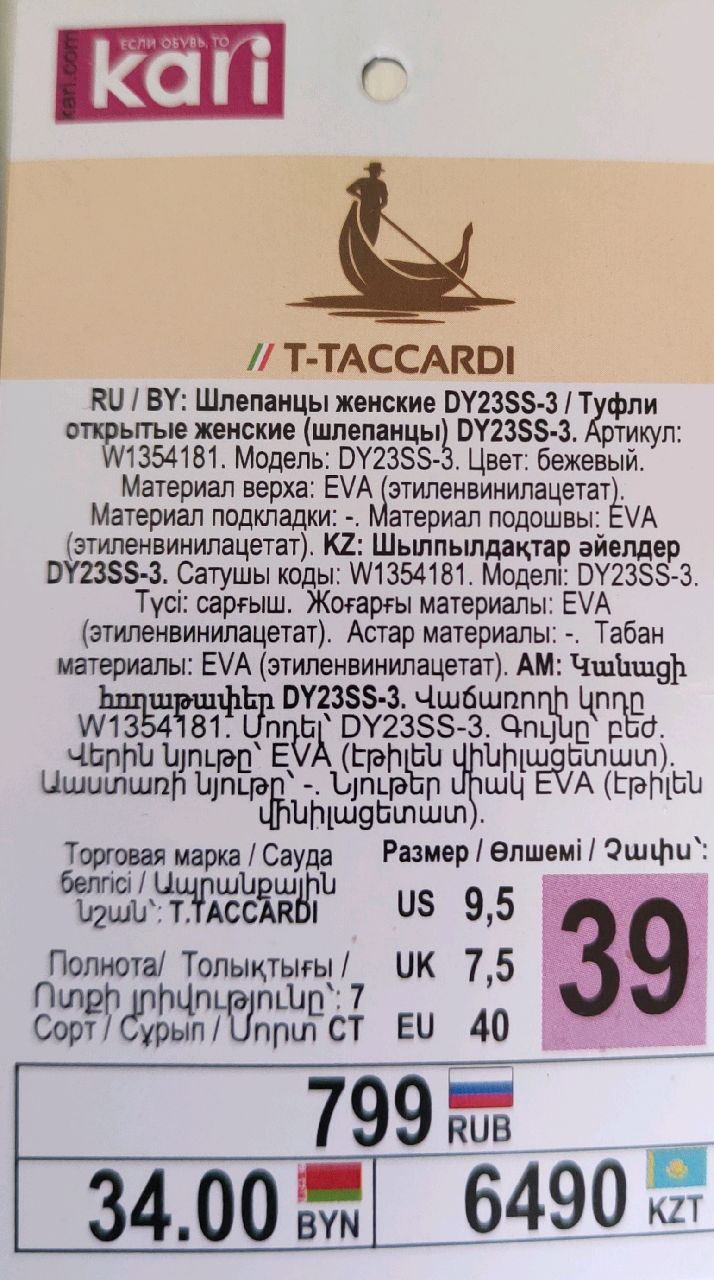 ЕСЛИ ОБУВЬ, ТО
kari
kari.com
T-TACCARDI
RU / BY: Шлепанцы женские DY23SS-3 / Туфли
открытые женские (шлепанцы) DY23SS-3. Артикул:
W1354181. Модель: DY23SS-3. Цвет: бежевый.
Материал верха: EVA (этиленвинилацетат).
Материал подкладки: -. Материал подошвы: EVA
(этиленвинилацетат). KZ: Шылпылдақтар әйелдер
DY23SS-3. Сатушы коды: W1354181. Моделі: DY23SS-3.
Түсі: сарғыш. Жоғарғы материалы: EVA
(этиленвинилацетат). Астар материалы: -. Табан
материалы: EVA (этиленвинилацетат). AM: Կանացի
հողաթափեր DY23SS-3. Վաճառողի կոդը
W1354181. Մոդել՝ DY23SS-3. Գույնը՝ բեժ.
Վերին նյութը՝ EVA (էթիլեն վինիլացետատ).
Աաստառի նյութը՝ -. Նյութեր միակ EVA (էթիլեն
վինիլացետատ).
Торговая марка / Сауда
белгісі / Ապրանքային
նշան՝: T.TACCARDI
Полнота/ Толықтығы /
Ոտքի լրիվությունը՝: 7
Сорт / Сұрып / Սորտ СТ
Размер / Өлшемі / Չափս՝:
US 9,5
UK 7,5
EU 40
39
799 RUB
34.00 BYN
6490 KZT